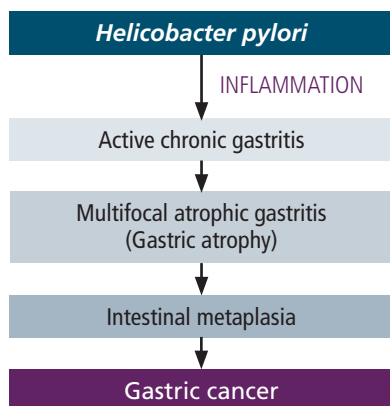 Helicobacter pylori
INFLAMMATION
Active chronic gastritis
Multifocal atrophic gastritis
(Gastric atrophy)
Intestinal metaplasia
Gastric cancer